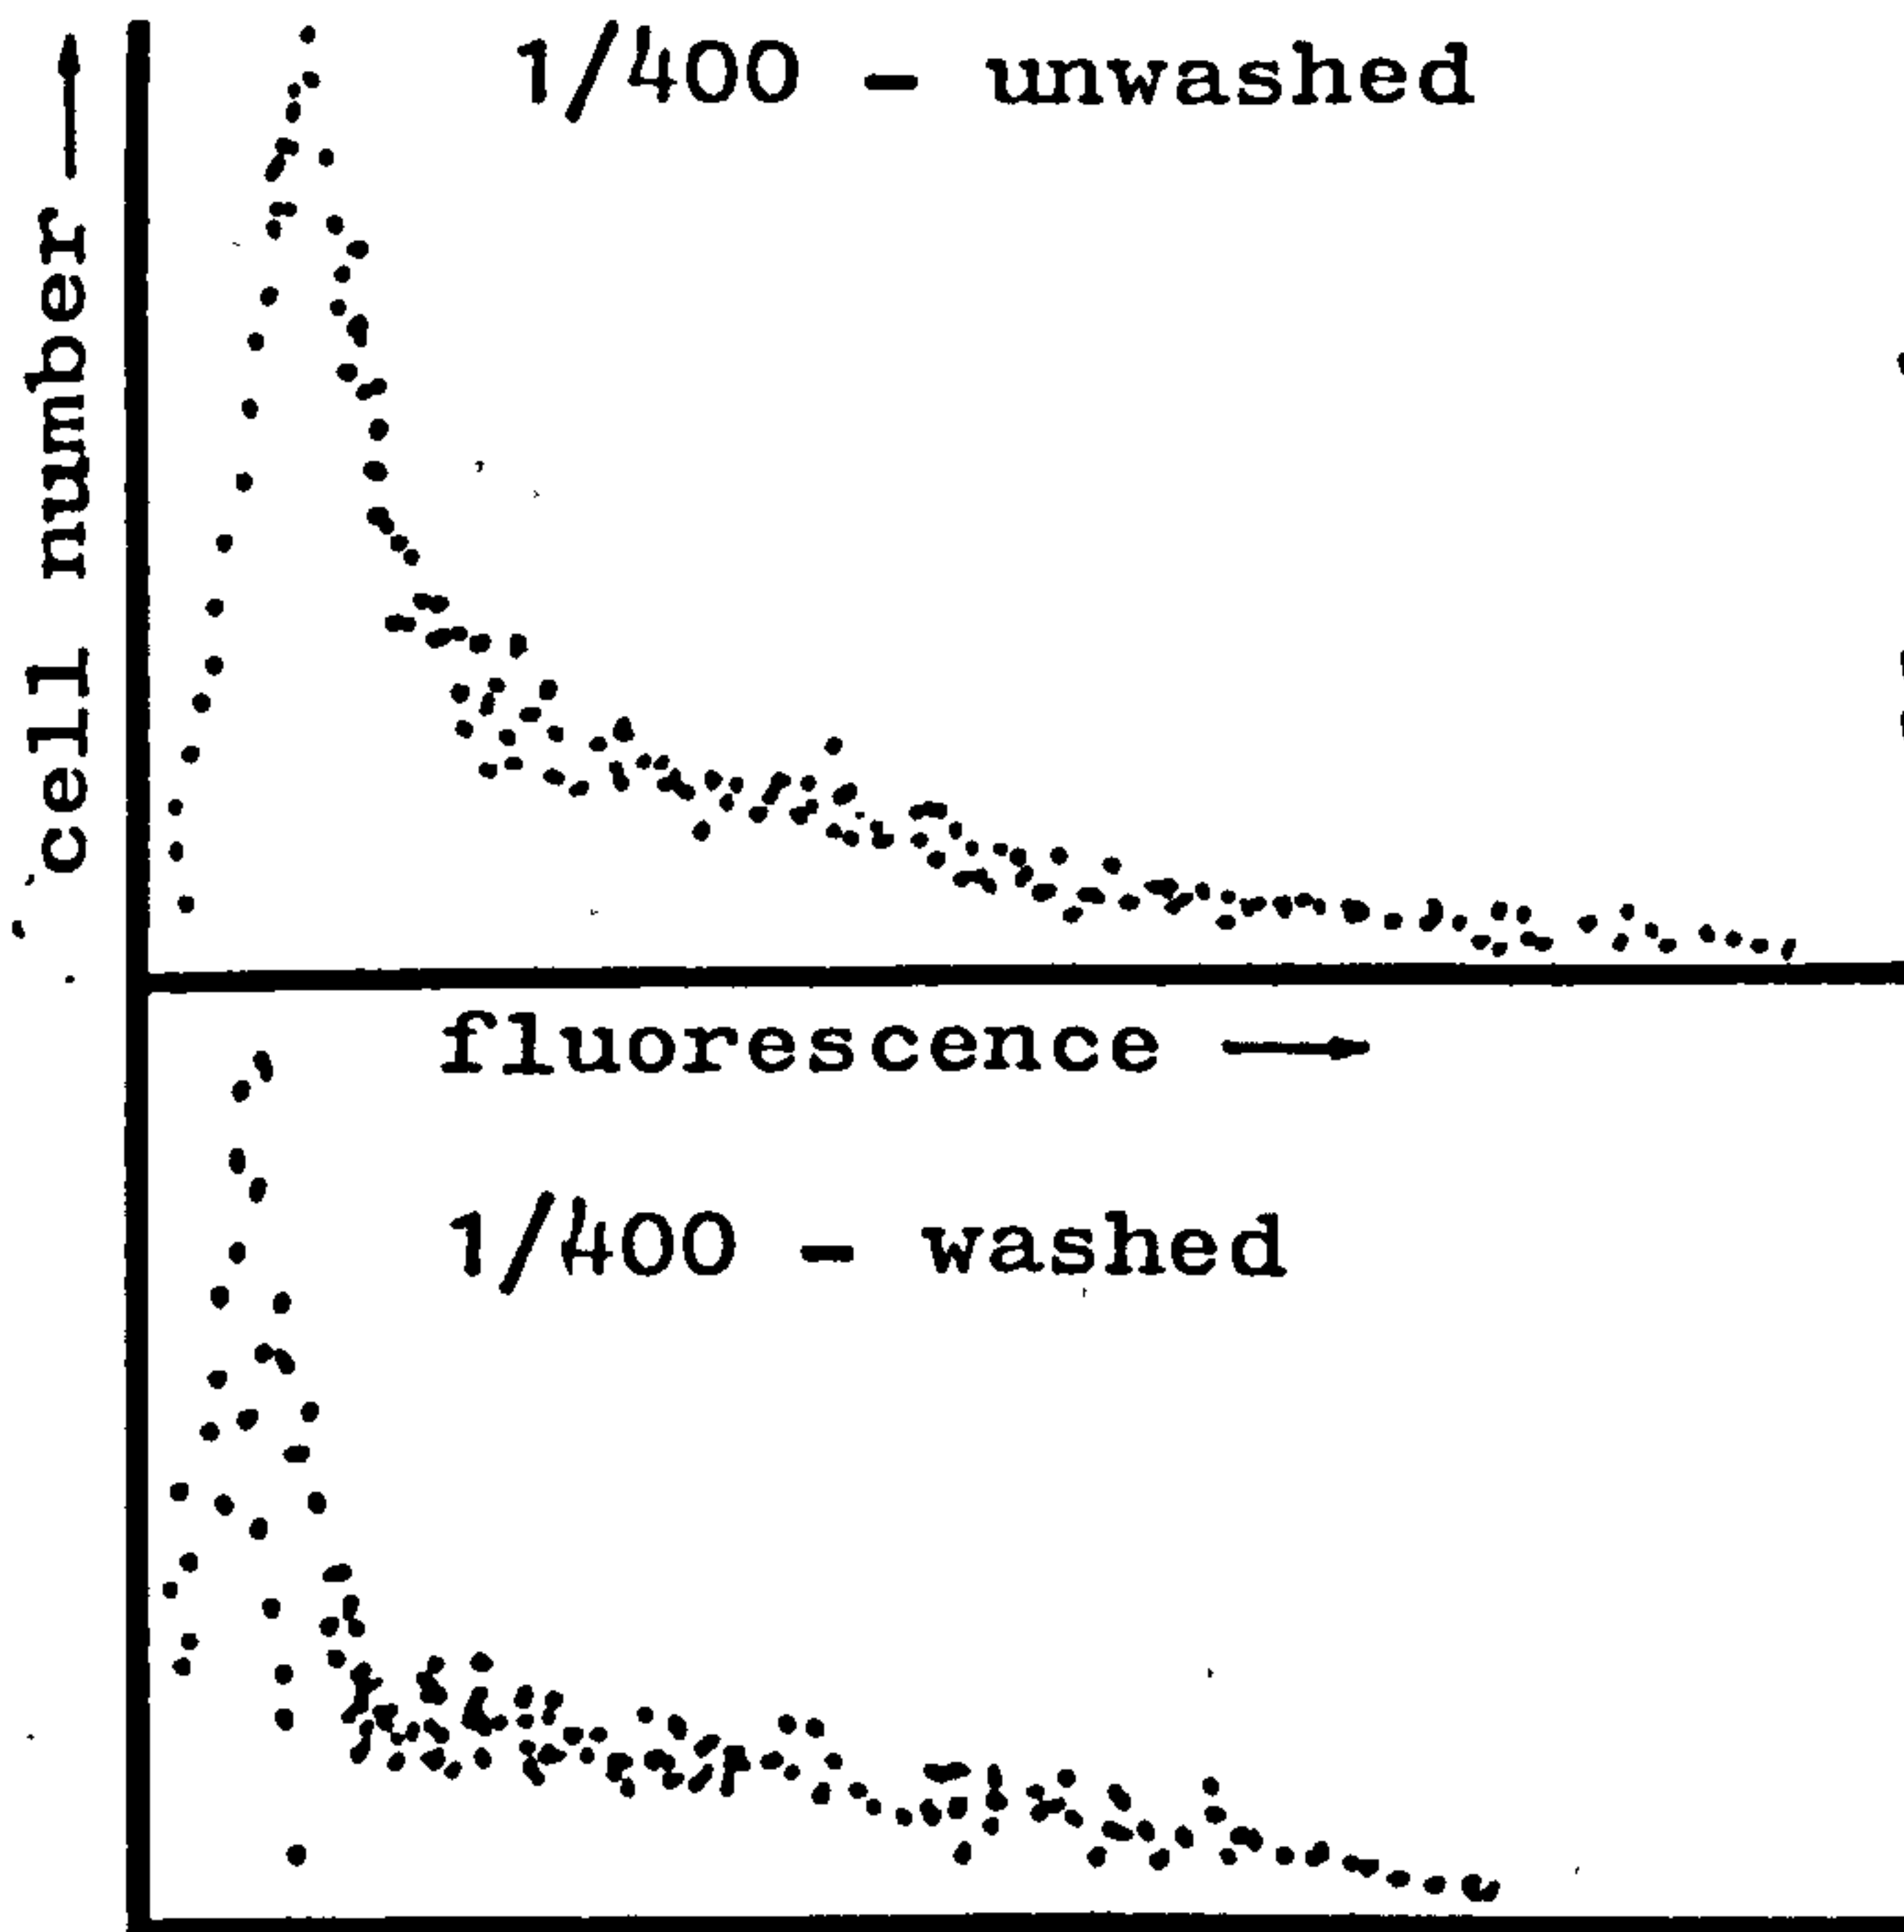 1/400 - unwashed
cell number
fluorescence
1/400 - washed